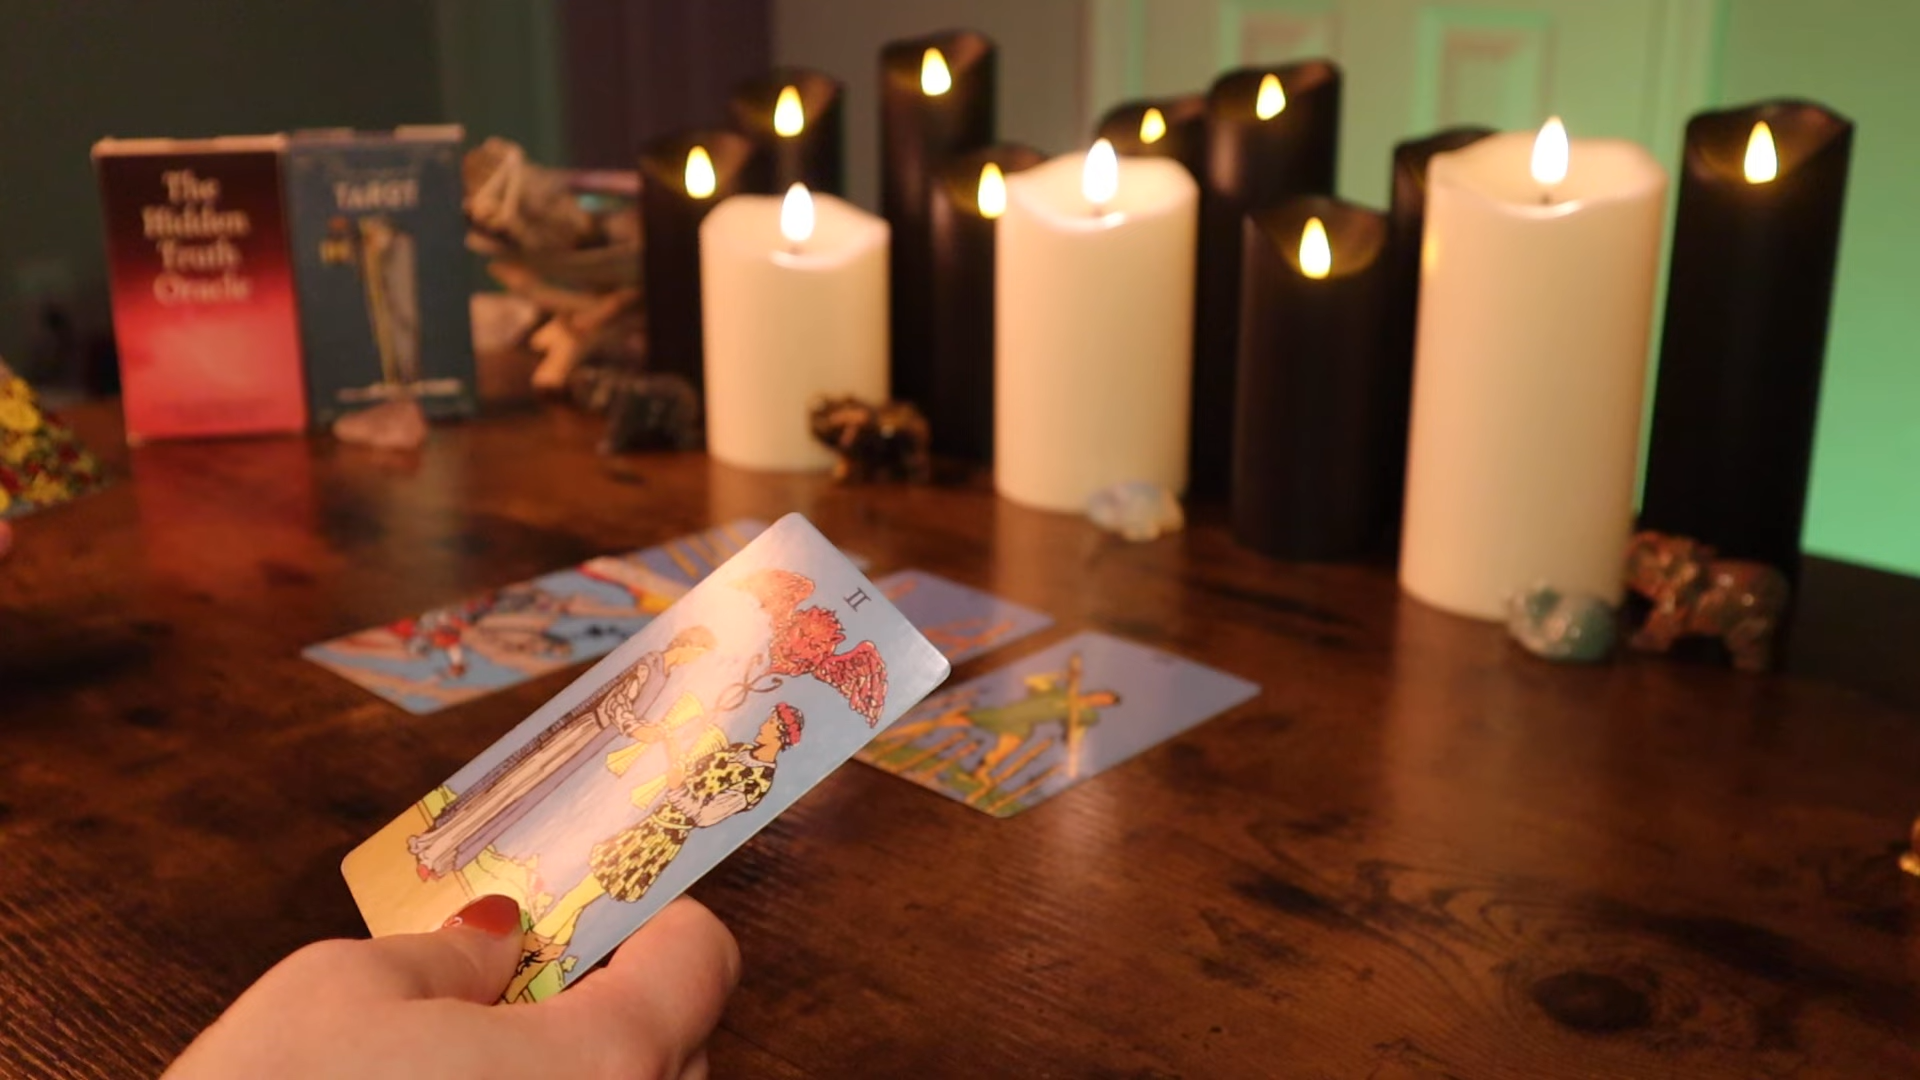 The
Hidden
Truth
Oracle
TAROT
II